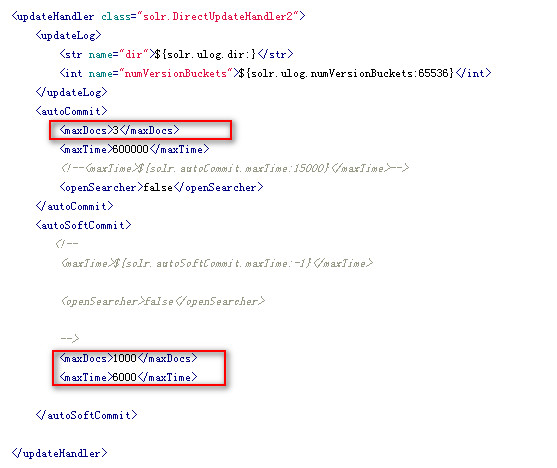 <updateHandler class="solr.DirectUpdateHandler2">
<updateLog>
<str name="dir">${solr.ulog.dir:}</str>
<int name="numVersionBuckets">${solr.ulog.numVersionBuckets:65536}</int>
</updateLog>
<autoCommit>
<maxDocs>3</maxDocs>
<maxTime>600000</maxTime>
<!--<maxTime>${solr.autoCommit.maxTime:15000}</maxTime>-->
<openSearcher>false</openSearcher>
</autoCommit>
<autoSoftCommit>
<!--
<maxTime>${solr.autoSoftCommit.maxTime:-1}</maxTime>
<openSearcher>false</openSearcher>
-->
<maxDocs>1000</maxDocs>
<maxTime>6000</maxTime>
</autoSoftCommit>
</updateHandler>